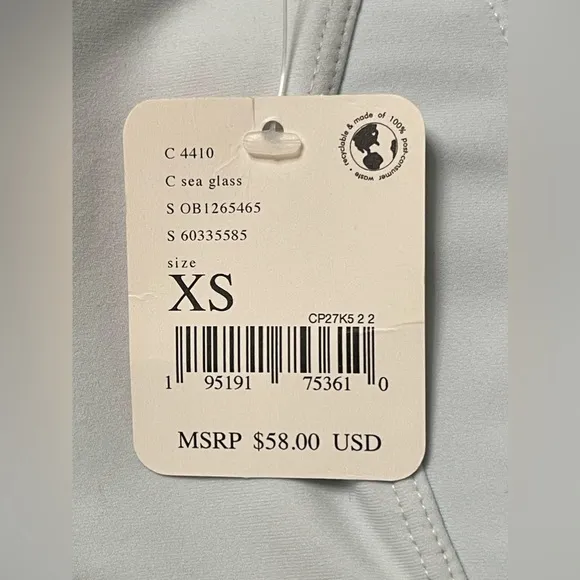 recyclable & made of 100% post-consumer waste •
C 4410
C sea glass
S OB1265465
S 60335585
size
XS
CP27K5 2 2
1 95191 75361 0
MSRP $58.00 USD